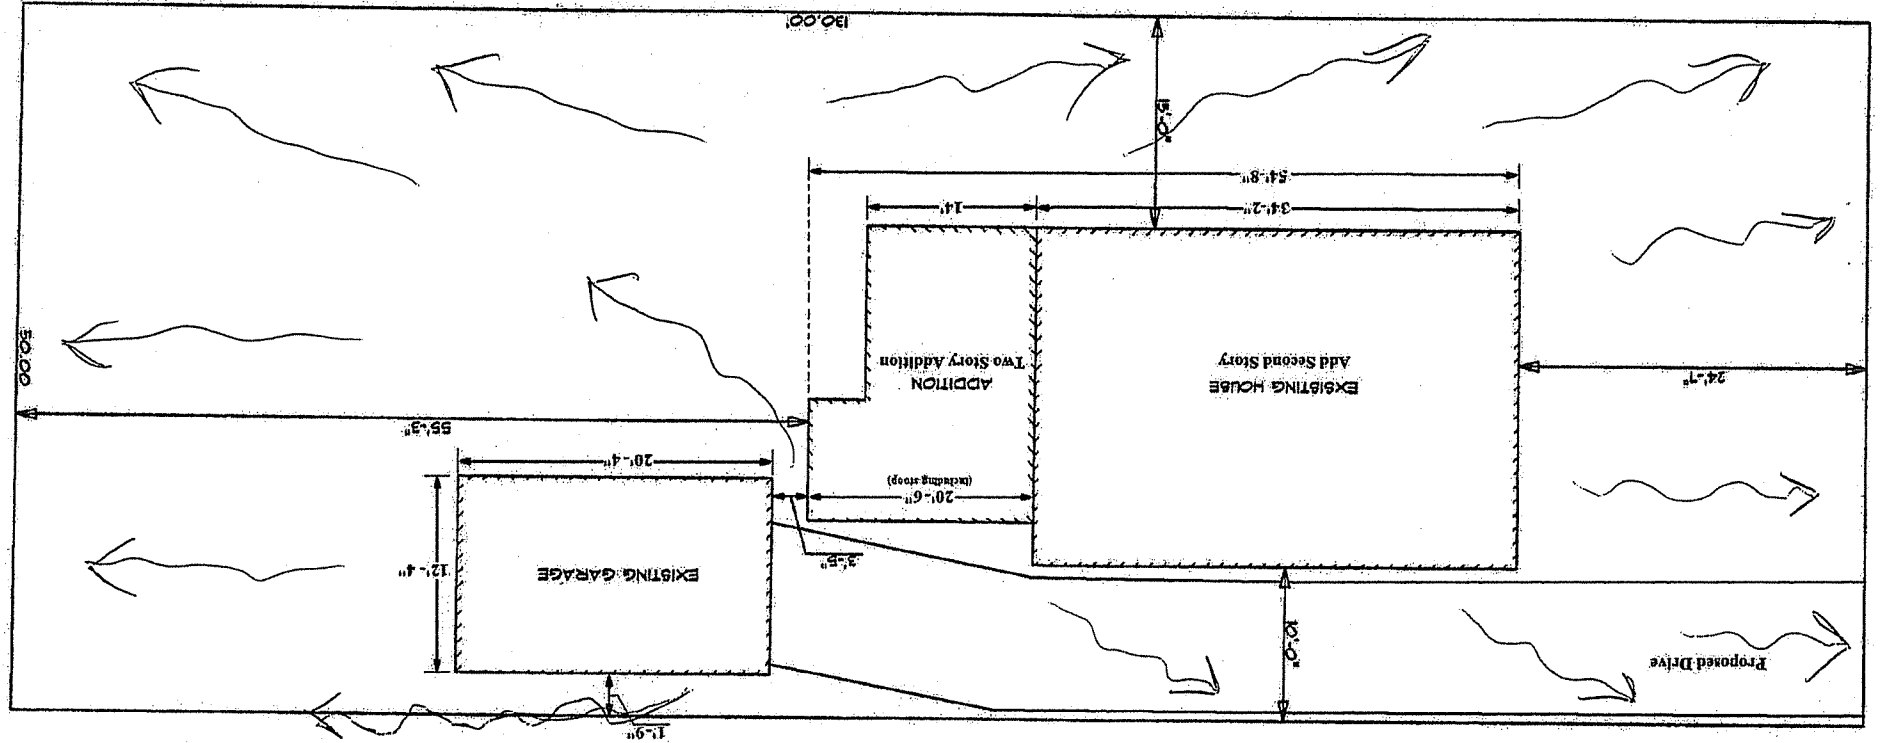 1'-9"
Proposed Drive
10'-0"
3'-5"
EXISTING GARAGE
12'-4"
20'-6"
(including stoop)
20'-4"
55'-3"
24'-7"
EXSISTING HOUSE
Add Second Story
ADDITION
Two Story Addition
50.00
34'-2"
14'
54'-8"
15'-0"
130.00'